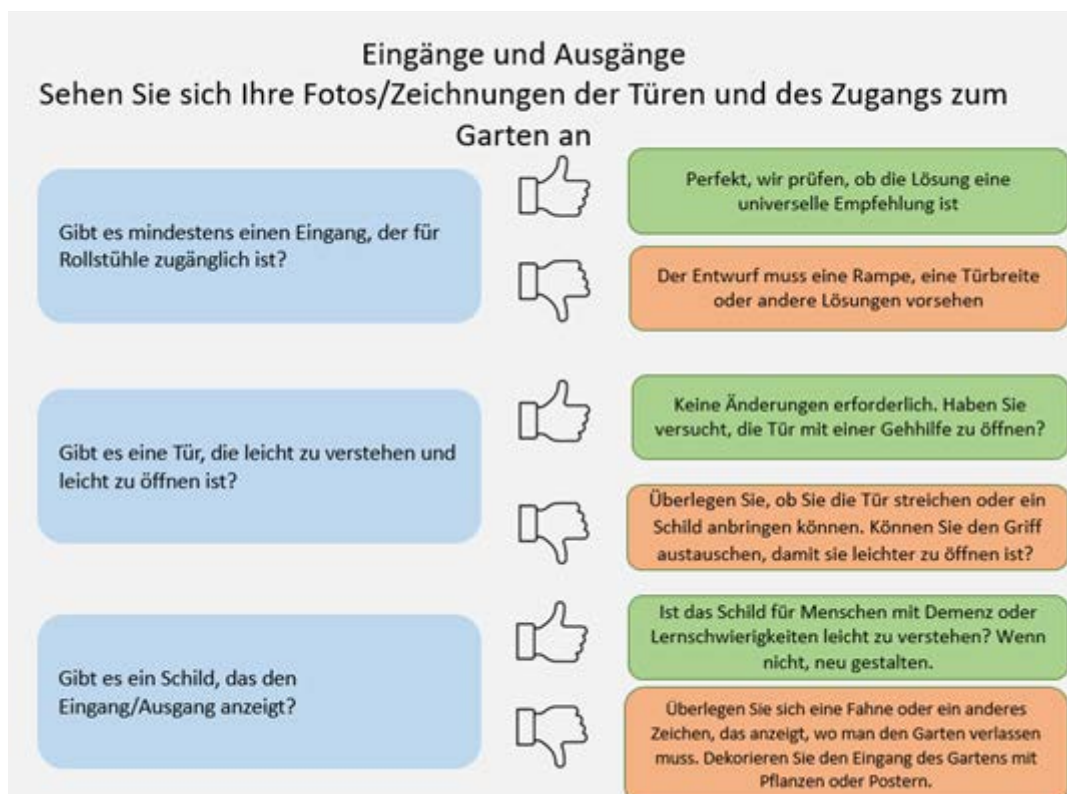 Eingänge und Ausgänge
Sehen Sie sich Ihre Fotos/Zeichnungen der Türen und des Zugangs zum
Garten an
Gibt es mindestens einen Eingang, der für
Rollstühle zugänglich ist?
Perfekt, wir prüfen, ob die Lösung eine
universelle Empfehlung ist
Der Entwurf muss eine Rampe, eine Türbreite
oder andere Lösungen vorsehen
Gibt es eine Tür, die leicht zu verstehen und
leicht zu öffnen ist?
Keine Änderungen erforderlich. Haben Sie
versucht, die Tür mit einer Gehhilfe zu öffnen?
Überlegen Sie, ob Sie die Tür streichen oder ein
Schild anbringen können. Können Sie den Griff
austauschen, damit sie leichter zu öffnen ist?
Gibt es ein Schild, das den
Eingang/Ausgang anzeigt?
Ist das Schild für Menschen mit Demenz oder
Lernschwierigkeiten leicht zu verstehen? Wenn
nicht, neu gestalten.
Überlegen Sie sich eine Fahne oder ein anderes
Zeichen, das anzeigt, wo man den Garten verlassen
muss. Dekorieren Sie den Eingang des Gartens mit
Pflanzen oder Postern.